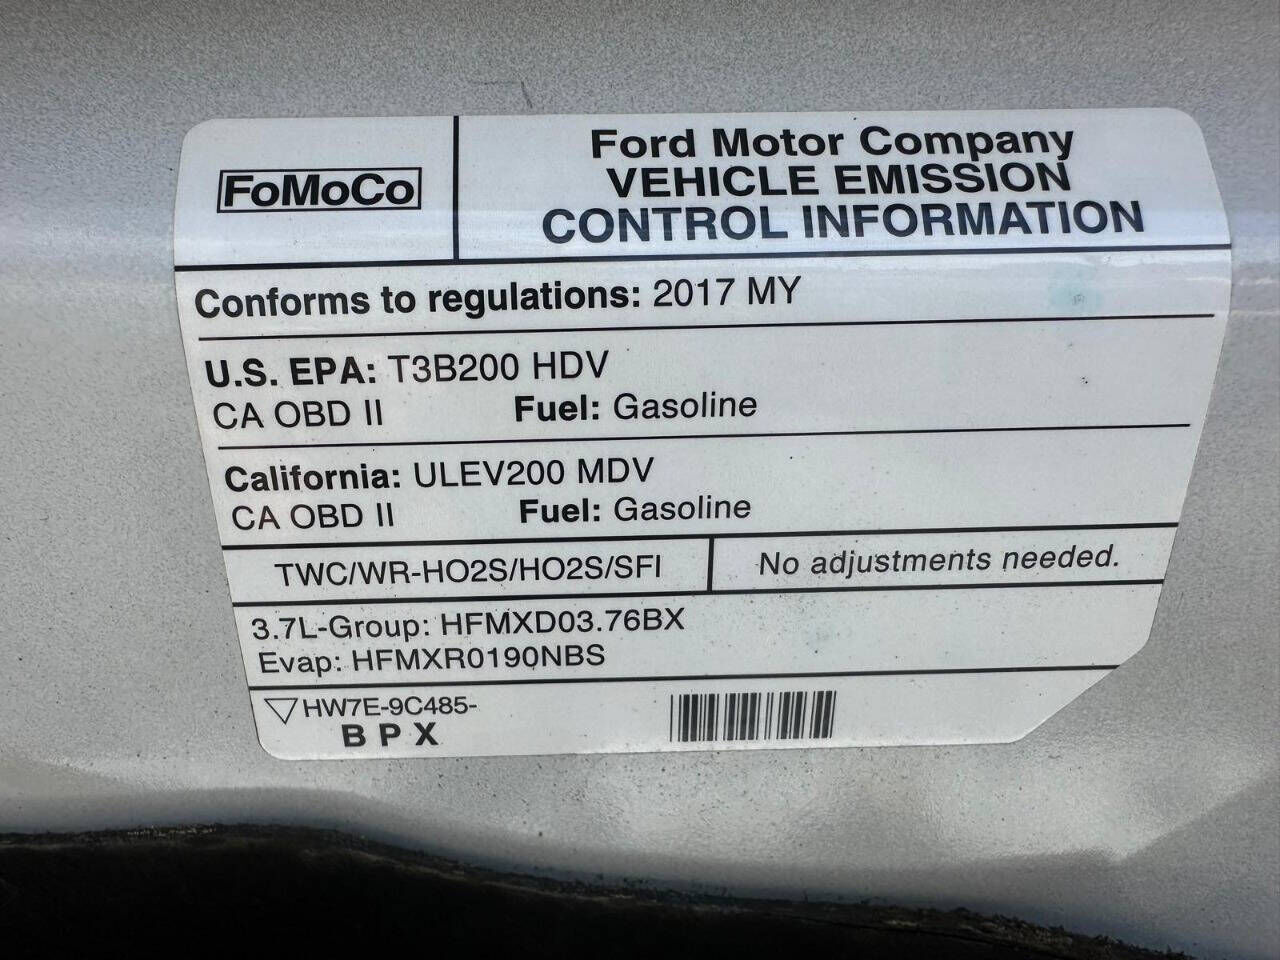 FoMoCo
Ford Motor Company
VEHICLE EMISSION
CONTROL INFORMATION
Conforms to regulations: 2017 MY
U.S. EPA: T3B200 HDV
CA OBD II Fuel: Gasoline
California: ULEV200 MDV
CA OBD II Fuel: Gasoline
TWC/WR-HO2S/HO2S/SFI
No adjustments needed.
3.7L-Group: HFMXD03.76BX
Evap: HFMXR0190NBS
HW7E-9C485-
B P X